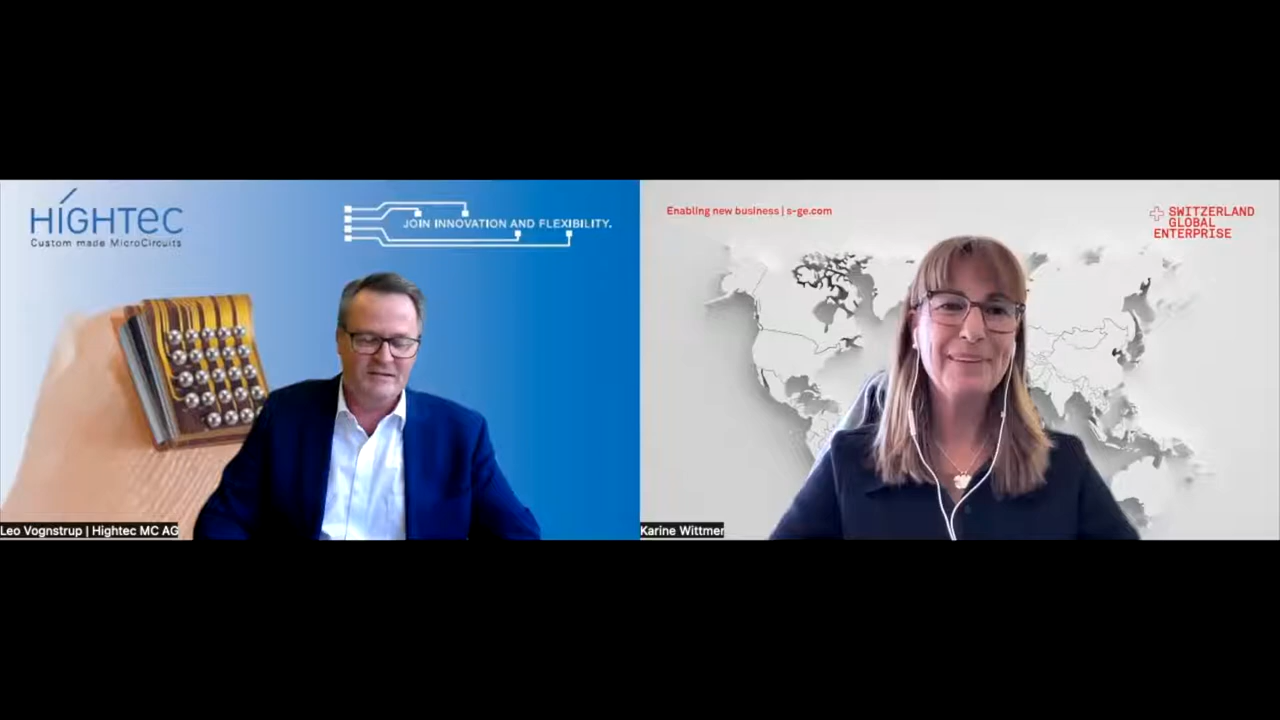 HIGHTEC
Custom made MicroCircuits
JOIN INNOVATION AND FLEXIBILITY.
Leo Vognstrup | Hightec MC AG
Enabling new business | s-ge.com
SWITZERLAND
GLOBAL
ENTERPRISE
Karine Wittmer